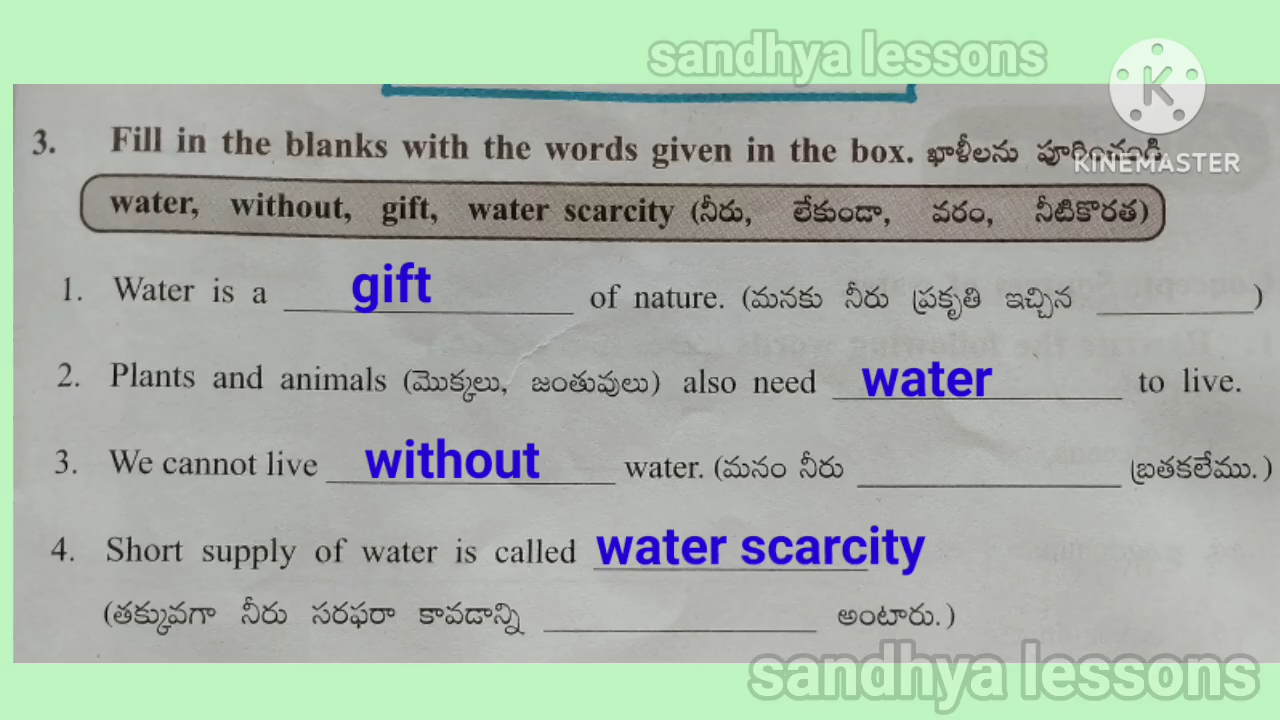 sandhya lessons
K
KINEMASTER
3. Fill in the blanks with the words given in the box. ఖాళీలను పూరించండి.
water, without, gift, water scarcity (నీరు, లేకుండా, వరం, నీటికొరత)
1. Water is a gift of nature. (మనకు నీరు ప్రకృతి ఇచ్చిన ________)
2. Plants and animals (మొక్కలు, జంతువులు) also need water to live.
3. We cannot live without water. (మనం నీరు ________ బ్రతకలేము.)
4. Short supply of water is called water scarcity
(తక్కువగా నీరు సరఫరా కావడాన్ని ________ అంటారు.)
sandhya lessons